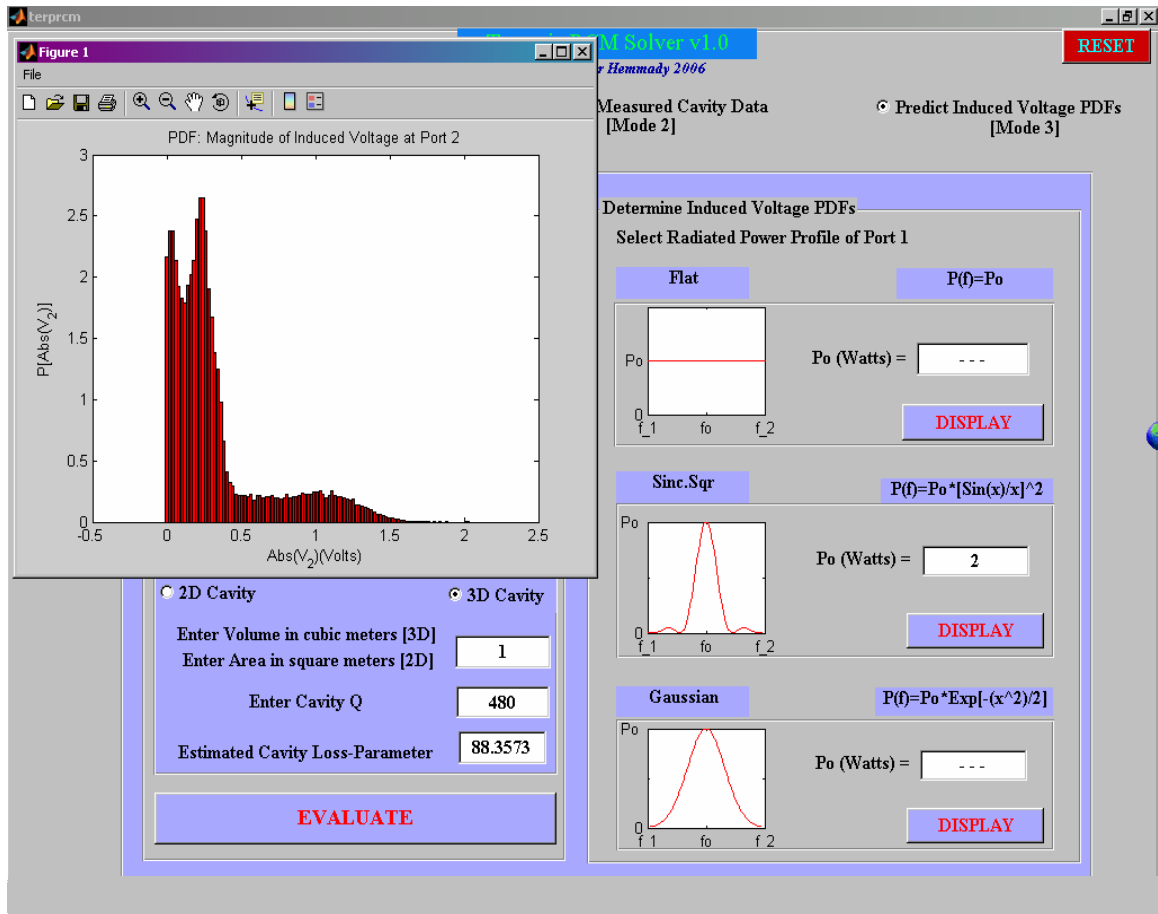 terprcm
M Solver v1.0
RESET
Figure 1
r Hemmady 2006
File
Measured Cavity Data
[Mode 2]
Predict Induced Voltage PDFs
[Mode 3]
PDF: Magnitude of Induced Voltage at Port 2
3
2.5
2
1.5
1
0.5
0
P[Abs(V2)]
-0.5 0 0.5 1 1.5 2 2.5
Abs(V2)(Volts)
2D Cavity
3D Cavity
Enter Volume in cubic meters [3D]
Enter Area in square meters [2D]
1
Enter Cavity Q
480
Estimated Cavity Loss-Parameter
88.3573
EVALUATE
Determine Induced Voltage PDFs
Select Radiated Power Profile of Port 1
Flat
P(f)=Po
Po
0
f_1 fo f_2
Po (Watts) =
- - -
DISPLAY
Sinc.Sqr
P(f)=Po*[Sin(x)/x]^2
Po
0
f_1 fo f_2
Po (Watts) =
2
DISPLAY
Gaussian
P(f)=Po*Exp[-(x^2)/2]
Po
0
f_1 fo f_2
Po (Watts) =
- - -
DISPLAY